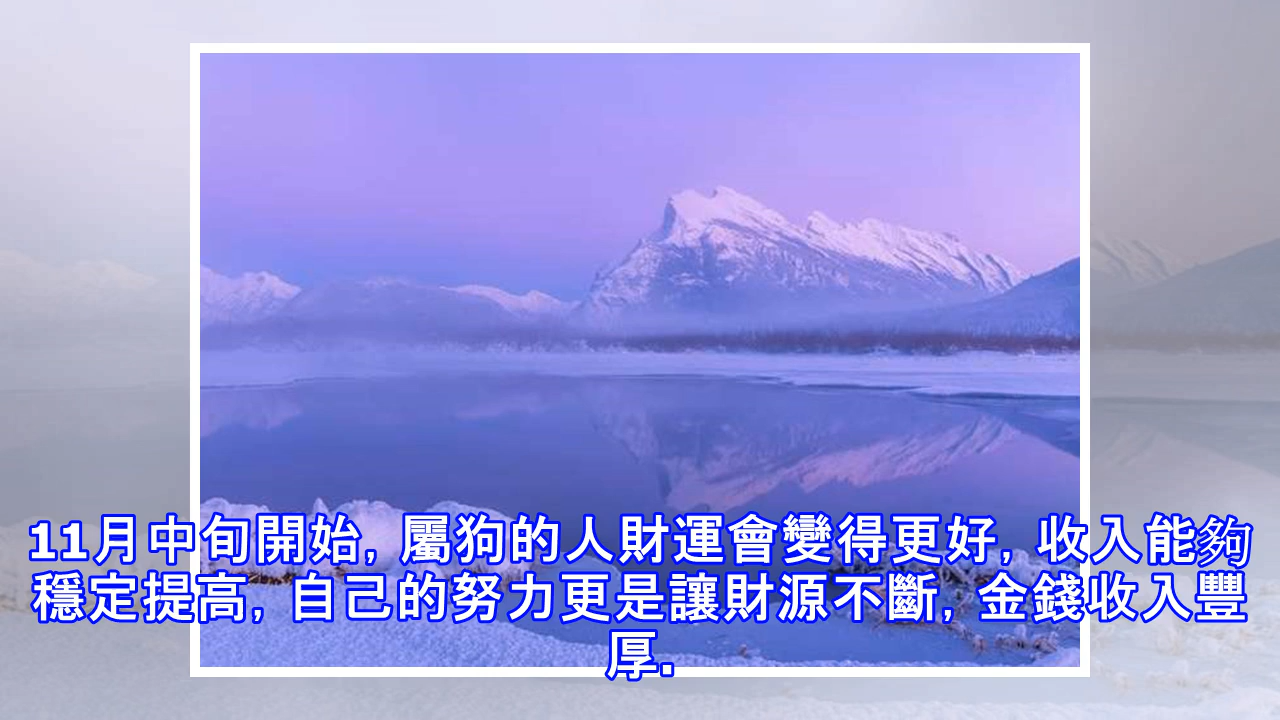 11月中旬開始, 屬狗的人財運會變得更好, 收入能夠
穩定提高, 自己的努力更是讓財源不斷, 金錢收入豐
厚.